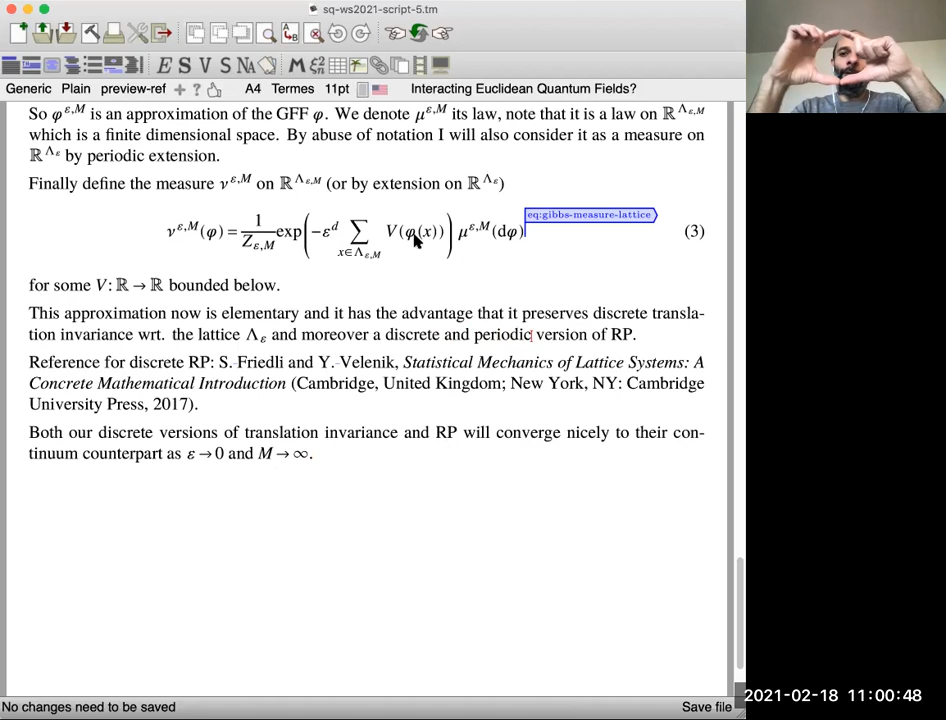 sq-ws2021-script-5.tm
E S V S NA M
Generic Plain preview-ref + ? A4 Termes 11pt Interacting Euclidean Quantum Fields?
So φ^{ε,M} is an approximation of the GFF φ. We denote μ^{ε,M} its law, note that it is a law on ℝ^{Λ_{ε,M}}
which is a finite dimensional space. By abuse of notation I will also consider it as a measure on
ℝ^{Λ_ε} by periodic extension.
Finally define the measure ν^{ε,M} on ℝ^{Λ_{ε,M}} (or by extension on ℝ^{Λ_ε})
eq:gibbs-measure-lattice
ν^{ε,M}(φ) = 1/Z_{ε,M} exp(−ε^d ∑_{x∈Λ_{ε,M}} V(φ(x))) μ^{ε,M}(dφ) (3)
for some V: ℝ → ℝ bounded below.
This approximation now is elementary and it has the advantage that it preserves discrete transla-
tion invariance wrt. the lattice Λ_ε and moreover a discrete and periodic version of RP.
Reference for discrete RP: S. Friedli and Y. Velenik, Statistical Mechanics of Lattice Systems: A
Concrete Mathematical Introduction (Cambridge, United Kingdom; New York, NY: Cambridge
University Press, 2017).
Both our discrete versions of translation invariance and RP will converge nicely to their con-
tinuum counterpart as ε → 0 and M → ∞.
No changes need to be saved Save file
2021-02-18 11:00:48